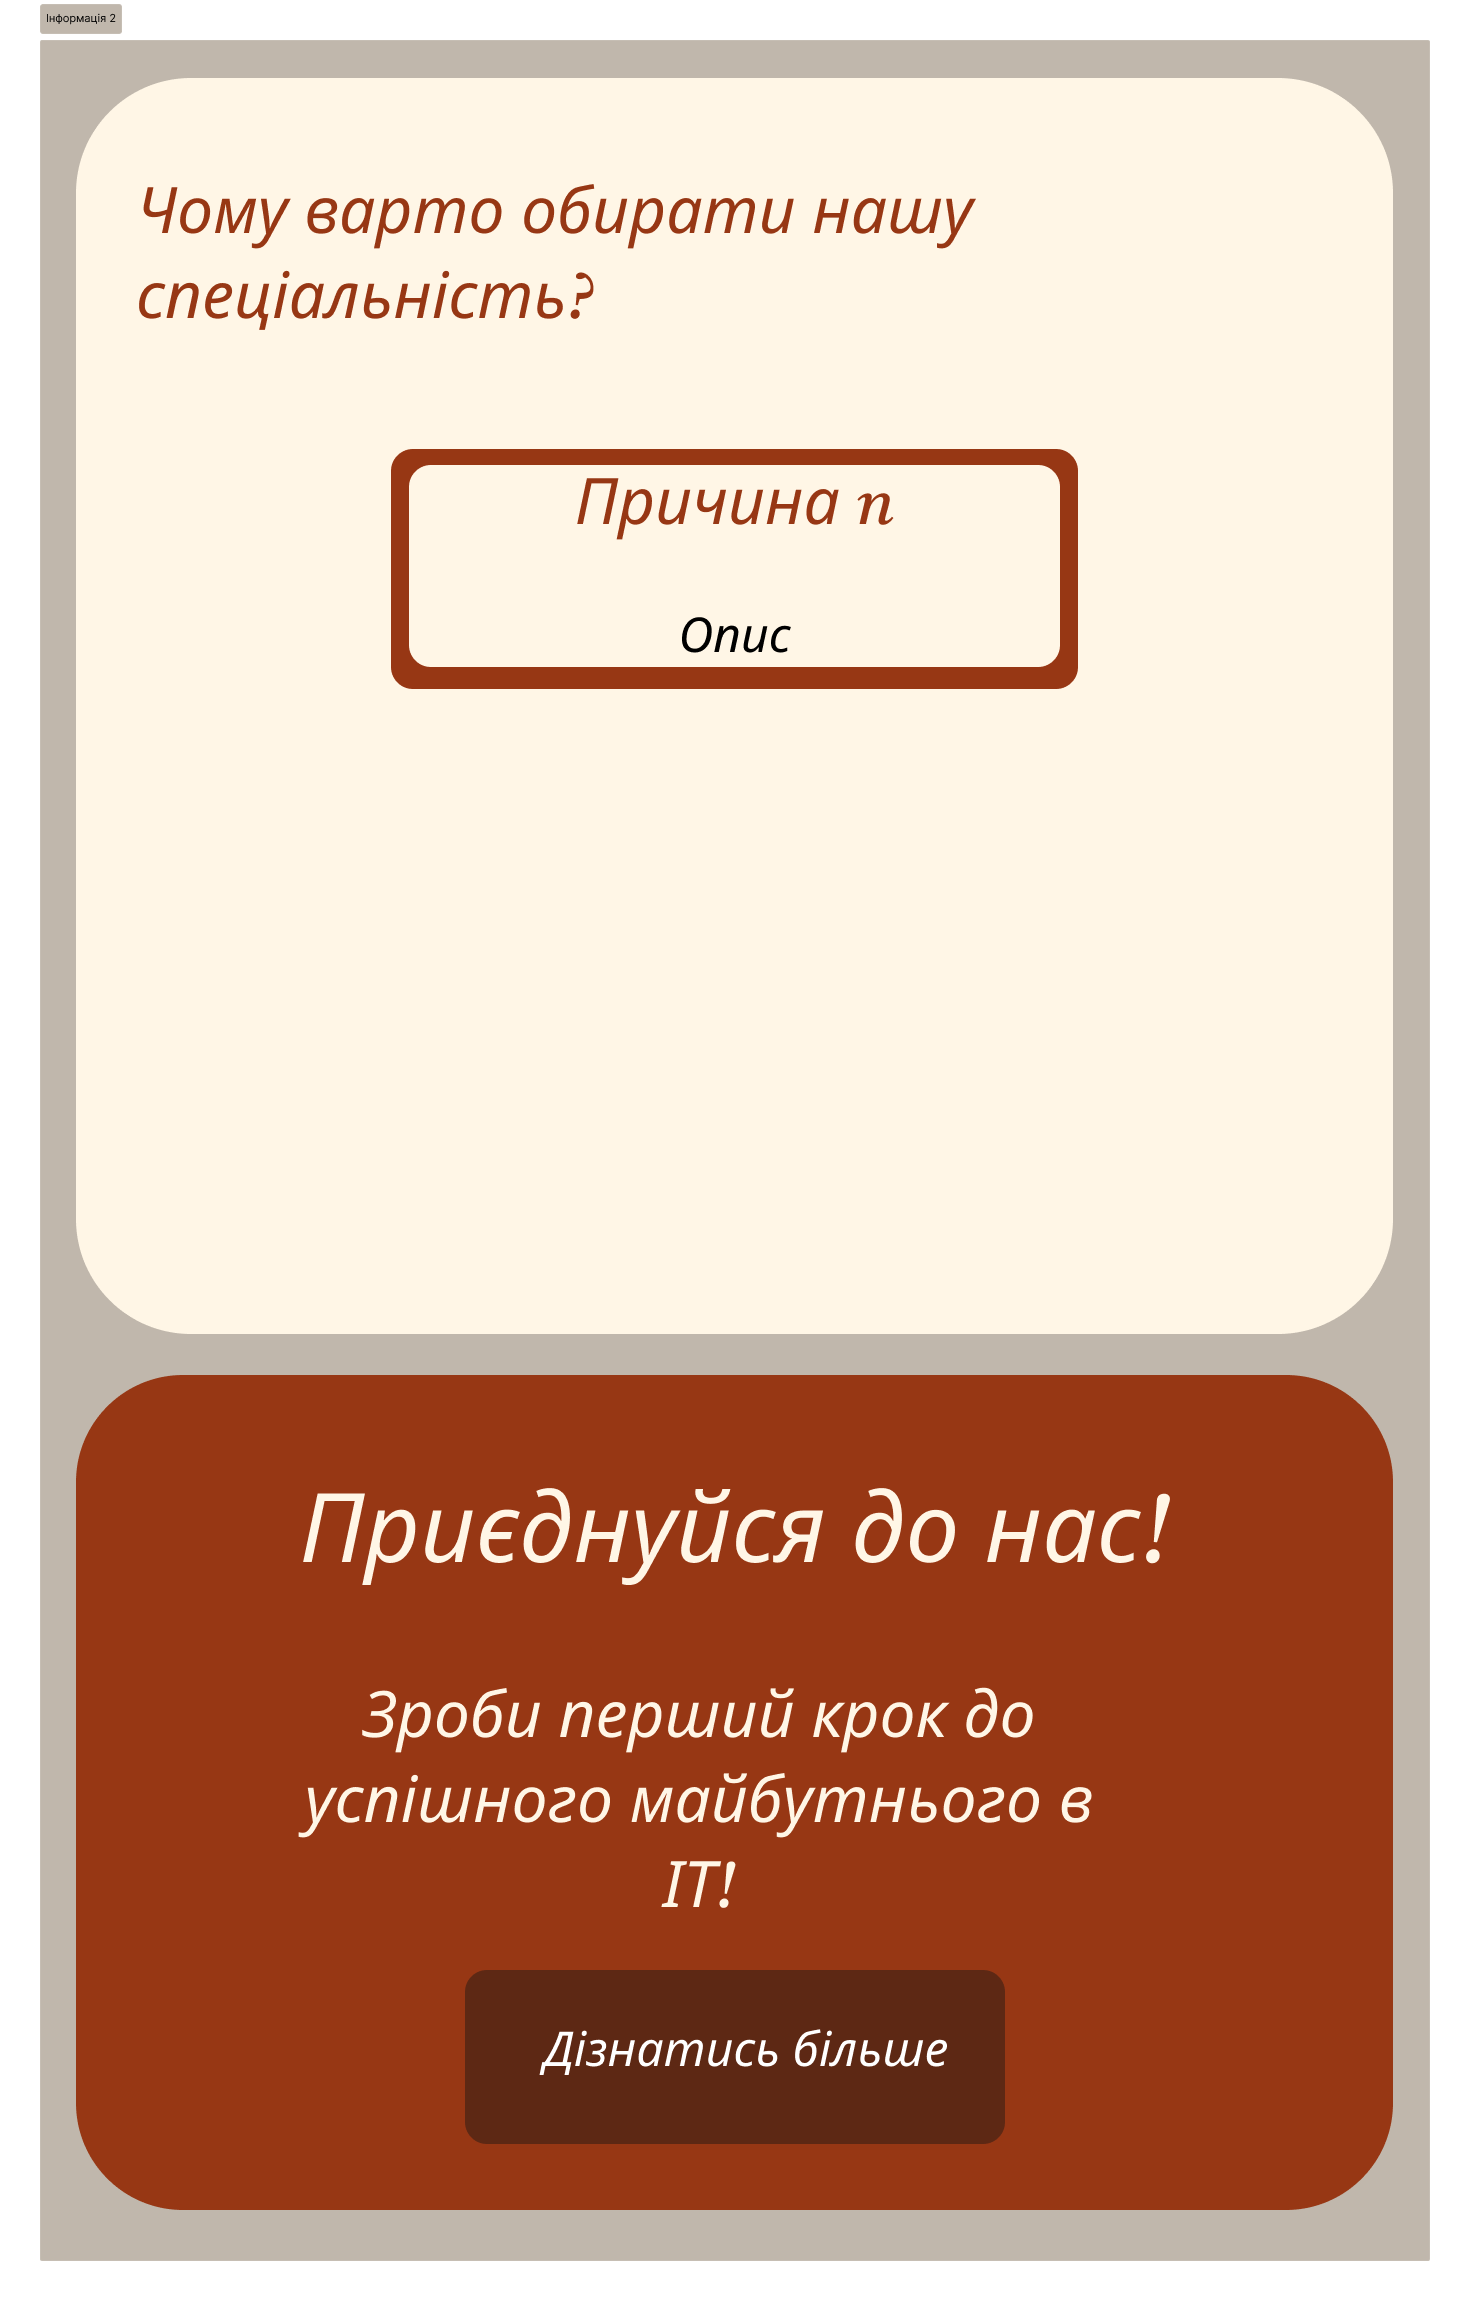 Інформація 2
Чому варто обирати нашу
спеціальність?
Причина n
Опис
Приєднуйся до нас!
Зроби перший крок до
успішного майбутнього в
ІТ!
Дізнатись більше